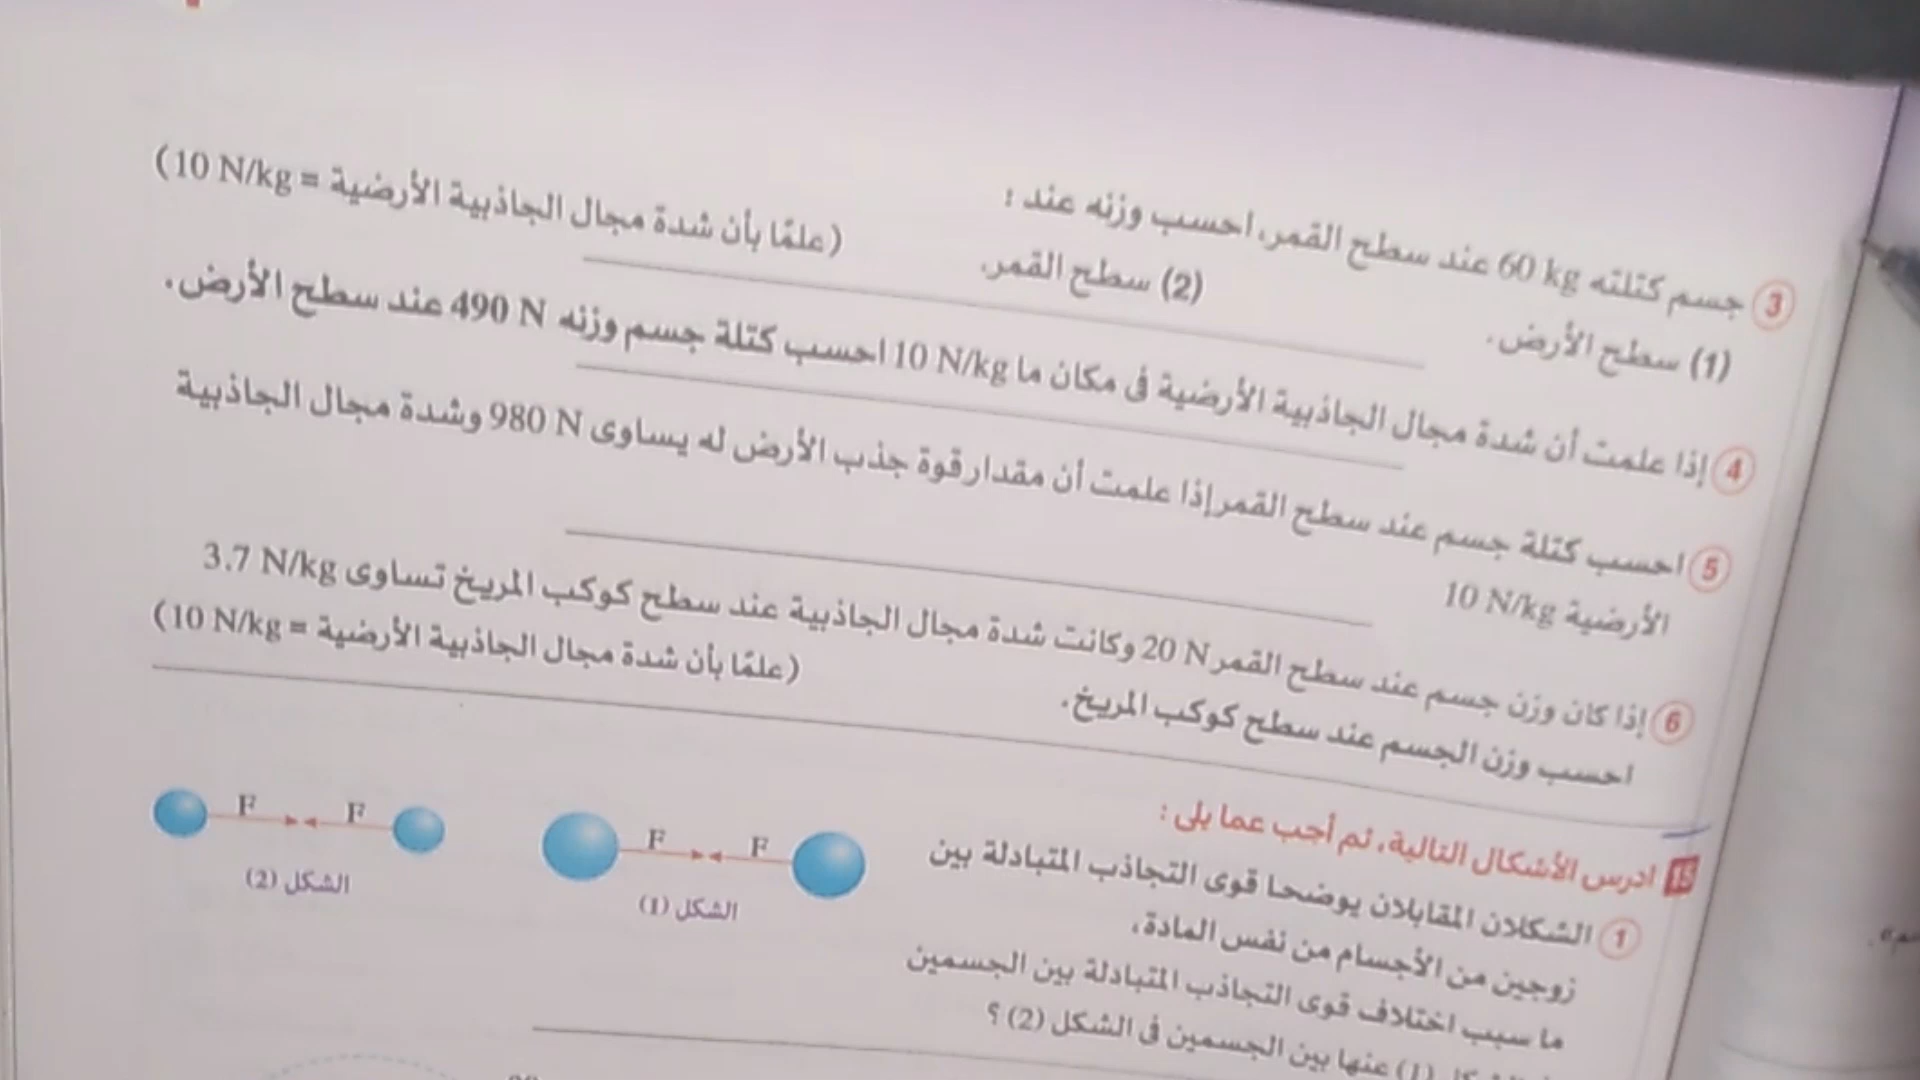 3 جسم كتلته 60 kg عند سطح القمر، احسب وزنه عند :
(1) سطح الأرض. (2) سطح القمر. (علمًا بأن شدة مجال الجاذبية الأرضية = 10 N/kg)
4 إذا علمت أن شدة مجال الجاذبية الأرضية فى مكان ما 10 N/kg احسب كتلة جسم وزنه 490 N عند سطح الأرض.
5 احسب كتلة جسم عند سطح القمر إذا علمت أن مقدار قوة جذب الأرض له يساوى 980 N وشدة مجال الجاذبية
الأرضية 10 N/kg
6 إذا كان وزن جسم عند سطح القمر 20 N وكانت شدة مجال الجاذبية عند سطح كوكب المريخ تساوى 3.7 N/kg
احسب وزن الجسم عند سطح كوكب المريخ. (علمًا بأن شدة مجال الجاذبية الأرضية = 10 N/kg)
15 ادرس الأشكال التالية، ثم أجب عما يلى :
1 الشكلان المقابلان يوضحا قوى التجاذب المتبادلة بين
زوجين من الأجسام من نفس المادة،
ما سبب اختلاف قوى التجاذب المتبادلة بين الجسمين
(1) عنها بين الجسمين فى الشكل (2) ؟
F F
الشكل (1)
F F
الشكل (2)